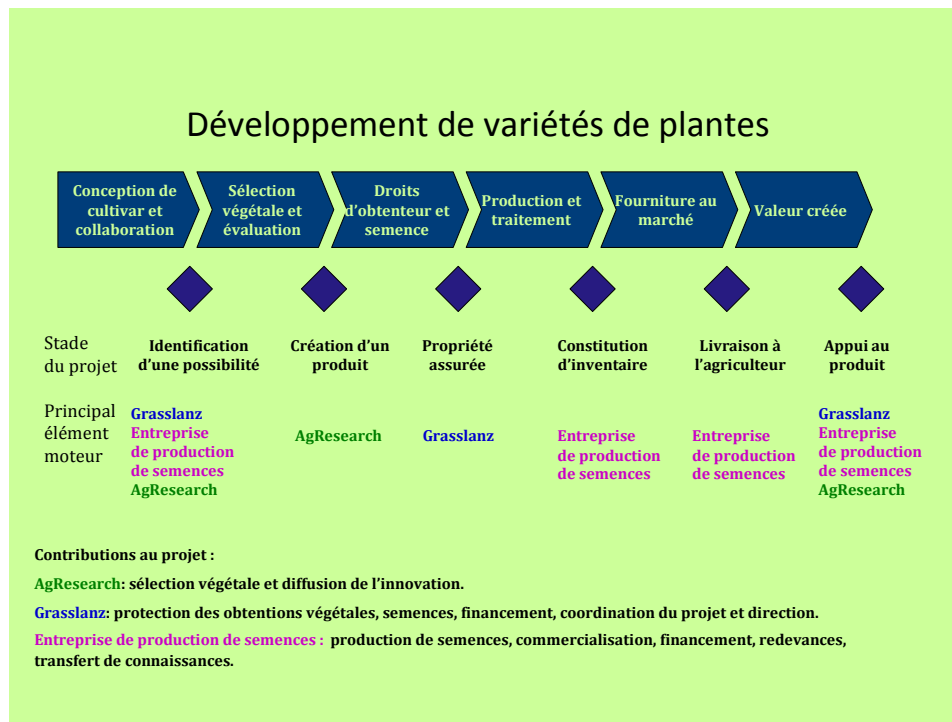 Développement de variétés de plantes
Conception de
cultivar et
collaboration
Sélection
végétale et
évaluation
Droits
d'obtenteur et
semence
Production et
traitement
Fourniture au
marché
Valeur créée
Stade
du projet
Identification
d'une possibilité
Création d'un
produit
Propriété
assurée
Constitution
d'inventaire
Livraison à
l'agriculteur
Appui au
produit
Principal
élément
moteur
Grasslanz
Entreprise
de production
de semences
AgResearch
AgResearch
Grasslanz
Entreprise
de production
de semences
Entreprise
de production
de semences
Grasslanz
Entreprise
de production
de semences
AgResearch
Contributions au projet :
AgResearch: sélection végétale et diffusion de l'innovation.
Grasslanz: protection des obtentions végétales, semences, financement, coordination du projet et direction.
Entreprise de production de semences : production de semences, commercialisation, financement, redevances,
transfert de connaissances.